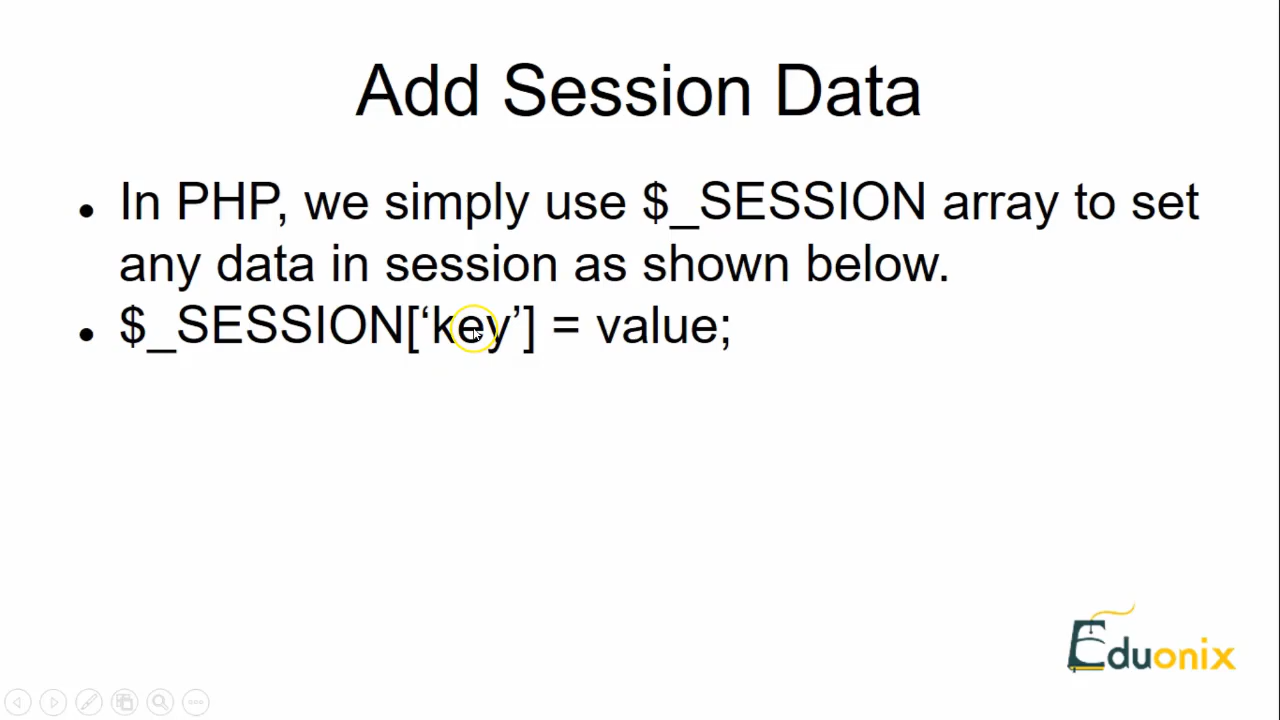 Add Session Data
• In PHP, we simply use $_SESSION array to set
any data in session as shown below.
• $_SESSION[‘key’] = value;
Eduonix